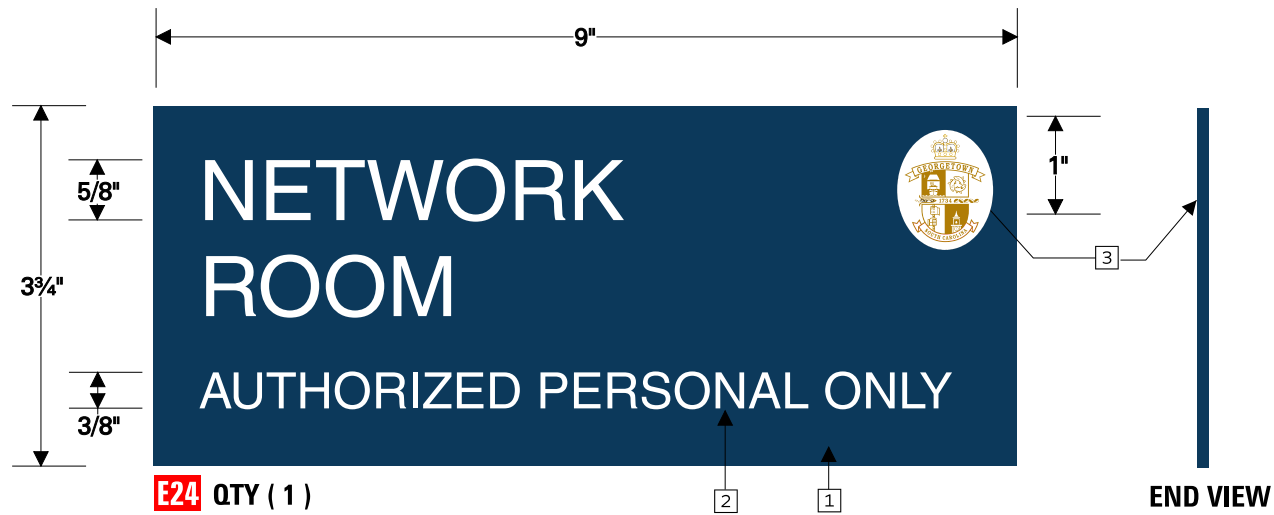 9"
NETWORK
ROOM
AUTHORIZED PERSONAL ONLY
GEORGETOWN
1734
SOUTH CAROLINA
5/8"
3¾"
3/8"
1"
3
2
1
E24 QTY ( 1 )
END VIEW